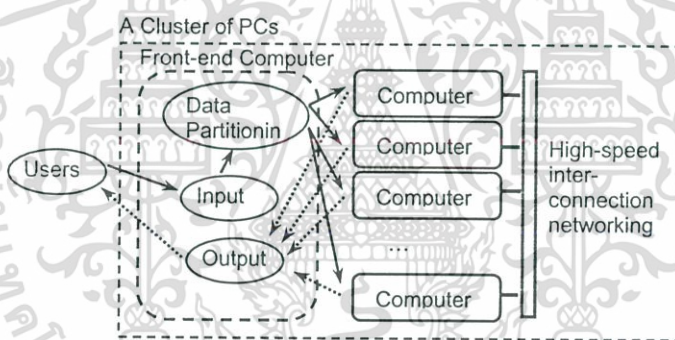 A Cluster of PCs
Front-end Computer
Data
Partitionin
Users
Input
Output
Computer
Computer
Computer
...
Computer
High-speed
inter-
connection
networking